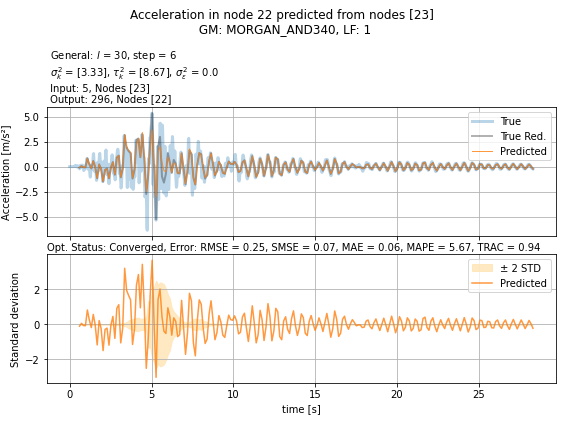 Acceleration in node 22 predicted from nodes [23]
GM: MORGAN_AND340, LF: 1
General: l = 30, step = 6
σ²ₖ = [3.33], τ²ₖ = [8.67], σ²ε = 0.0
Input: 5, Nodes [23]
Output: 296, Nodes [22]
Acceleration [m/s²]
5.0
2.5
0.0
−2.5
−5.0
True
True Red.
Predicted
Opt. Status: Converged, Error: RMSE = 0.25, SMSE = 0.07, MAE = 0.06, MAPE = 5.67, TRAC = 0.94
Standard deviation
2
0
−2
± 2 STD
Predicted
0 5 10 15 20 25
time [s]